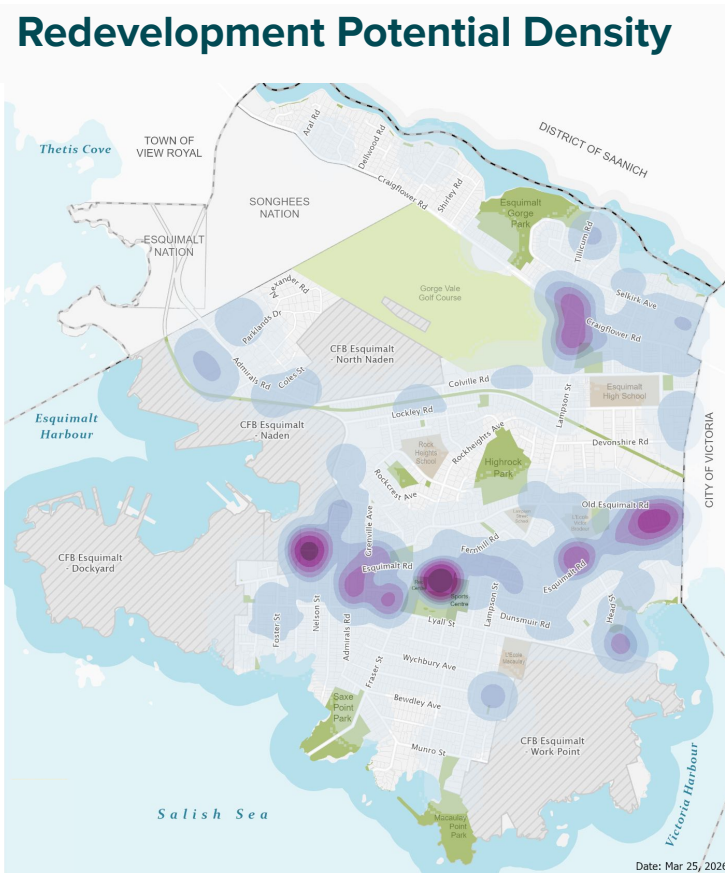 Redevelopment Potential Density
DISTRICT OF SAANICH
Aral Rd
Dellwood Rd
Thetis Cove
TOWN OF
VIEW ROYAL
Craigflower Rd
Shirley Rd
SONGHEES
NATION
Esquimalt
Gorge
Park
Tillicum Rd
ESQUIMALT
NATION
Alexander Rd
Gorge Vale
Golf Course
Selkirk Ave
Parklands Dr
Craigflower Rd
CFB Esquimalt
- North Naden
Admirals Rd
Coles St
Colville Rd
Esquimalt
High School
Lampson St
Lockley Rd
Esquimalt
Harbour
CFB Esquimalt
- Naden
Rock
Heights
School
Rockheights Ave
Devonshire Rd
Highrock
Park
CITY OF VICTORIA
Rockcrest Ave
Old Esquimalt Rd
Grenville Ave
Fernhill Rd
CFB Esquimalt
- Dockyard
Esquimalt Rd
Esquimalt Rd
Sports
Centre
Lampson St
Head St
Foster St
Nelson St
Admirals Rd
Lyall St
Dunsmuir Rd
Fraser St
Wychbury Ave
L'École
Macaulay
Bewdley Ave
Saxe
Point
Park
Munro St
CFB Esquimalt
- Work Point
Victoria Harbour
Salish Sea
Macaulay
Point
Park
Date: Mar 25, 2026